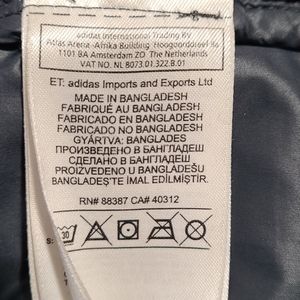 adidas International Trading BV
Atlas Arena -Afrika Building- Hoogoorddreef 9a
1101 BA Amsterdam ZO The Netherlands
VAT NO. NL 8073.01.322.B.01
ET: adidas Imports and Exports Ltd
MADE IN BANGLADESH
FABRIQUÉ AU BANGLADESH
FABRICADO EN BANGLADESH
FABRICADO NO BANGLADESH
GYÁRTVA: BANGLADES
ПРОИЗВЕДЕНО В БАНГЛАДЕШ
СДЕЛАНО В БАНГЛАДЕШ
PROIZVEDENO U BANGLADEŠU
BANGLADEŞ'TE İMAL EDİLMİŞTİR.
RN# 88387 CA# 40312
S:
30